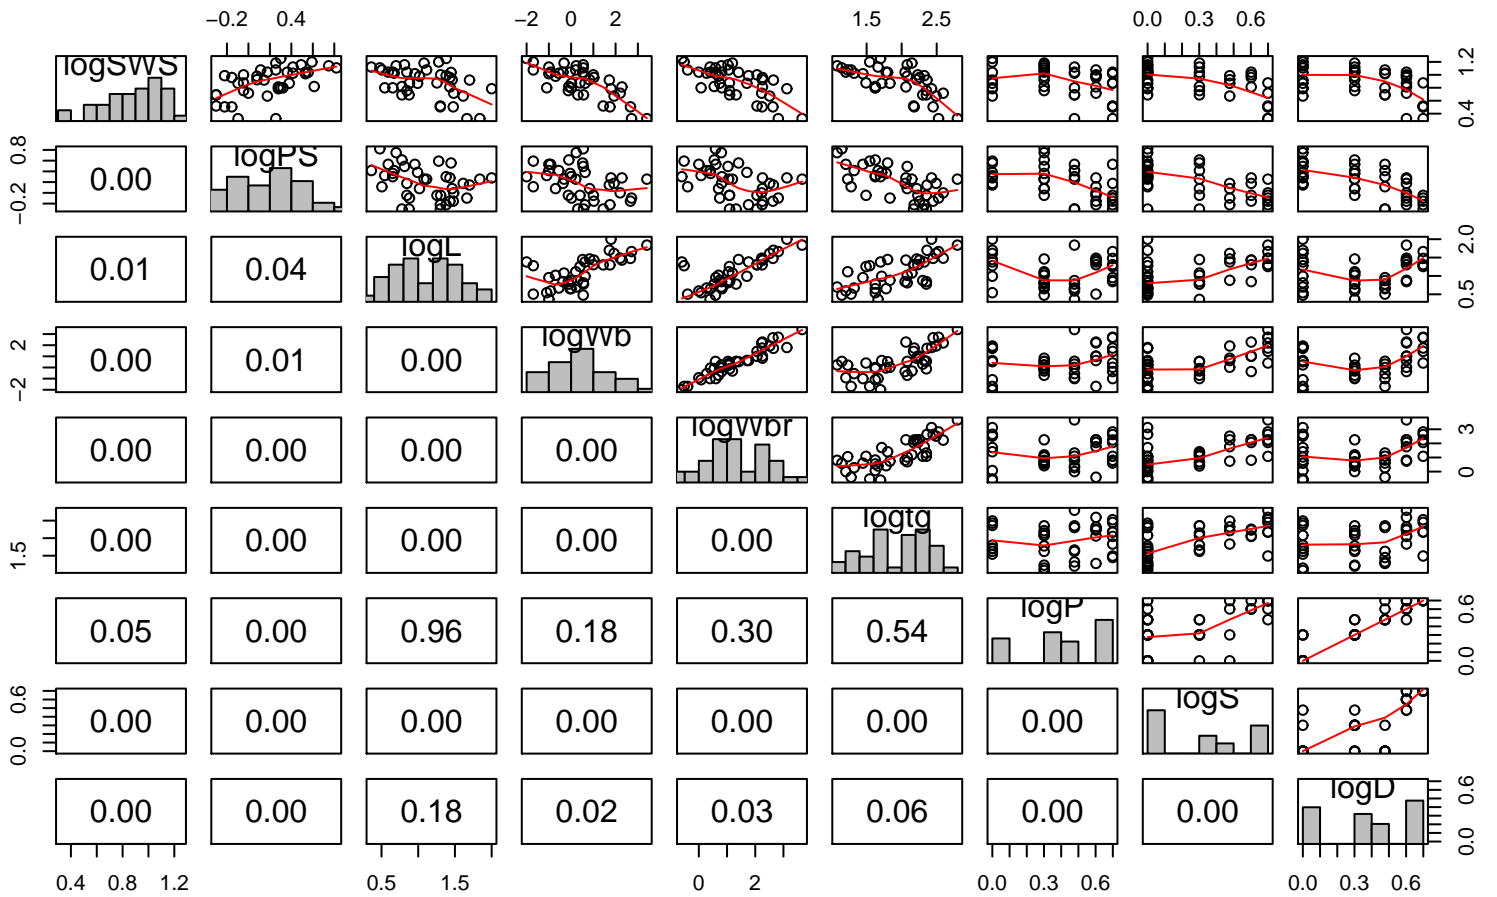 −0.2 0.4 −2 0 2 1.5 2.5 0.0 0.3 0.6
logSWS 0.4 1.2
−0.2 0.8 0.00 logPS
0.01 0.04 logL 0.5 2.0
−2 2 0.00 0.01 0.00 logWb
0.00 0.00 0.00 0.00 logWbr 0 3
1.5 0.00 0.00 0.00 0.00 0.00 logtg
0.05 0.00 0.96 0.18 0.30 0.54 logP 0.0 0.6
0.0 0.6 0.00 0.00 0.00 0.00 0.00 0.00 0.00 logS
0.00 0.00 0.18 0.02 0.03 0.06 0.00 0.00 logD 0.0 0.6
0.4 0.8 1.2 0.5 1.5 0 2 0.0 0.3 0.6 0.0 0.3 0.6